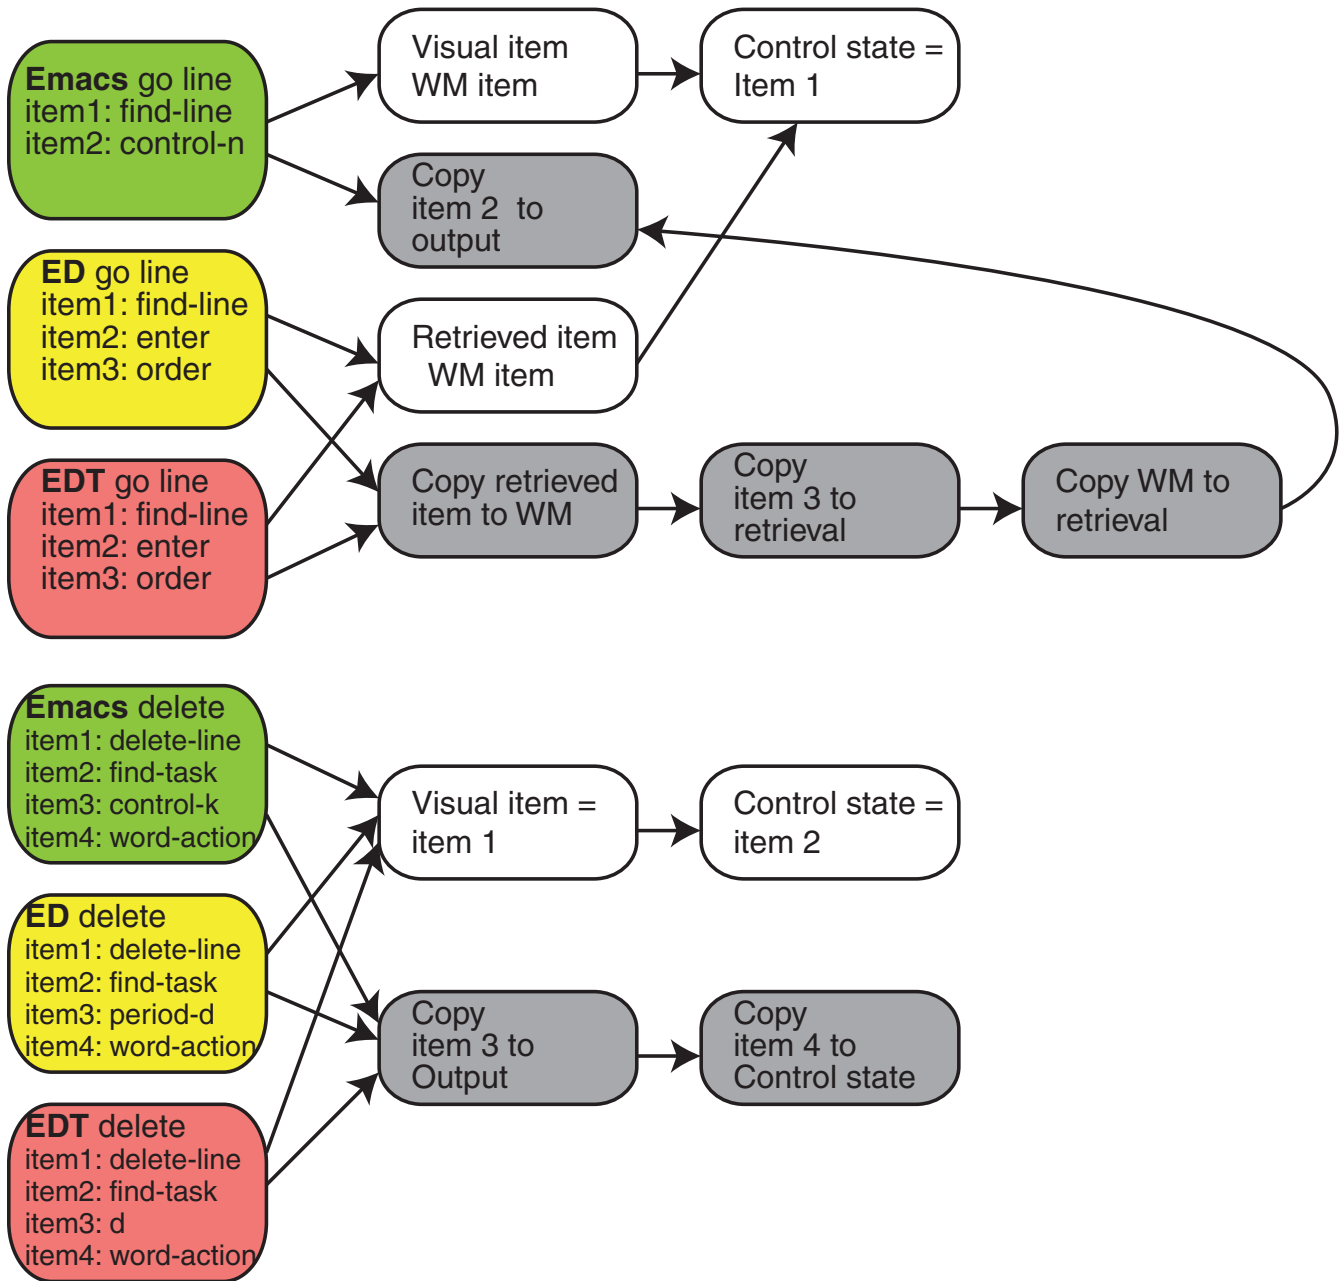 Emacs go line
item1: find-line
item2: control-n
Visual item
WM item
Control state =
Item 1
Copy
item 2 to
output
ED go line
item1: find-line
item2: enter
item3: order
Retrieved item
WM item
EDT go line
item1: find-line
item2: enter
item3: order
Copy retrieved
item to WM
Copy
item 3 to
retrieval
Copy WM to
retrieval
Emacs delete
item1: delete-line
item2: find-task
item3: control-k
item4: word-action
Visual item =
item 1
Control state =
item 2
ED delete
item1: delete-line
item2: find-task
item3: period-d
item4: word-action
Copy
item 3 to
Output
Copy
item 4 to
Control state
EDT delete
item1: delete-line
item2: find-task
item3: d
item4: word-action